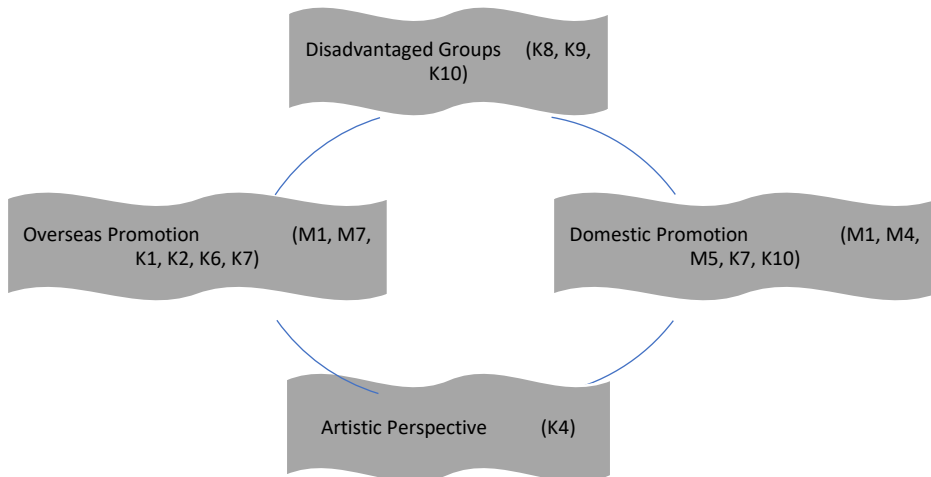 Disadvantaged Groups (K8, K9,
K10)
Overseas Promotion (M1, M7,
K1, K2, K6, K7)
Domestic Promotion (M1, M4,
M5, K7, K10)
Artistic Perspective (K4)